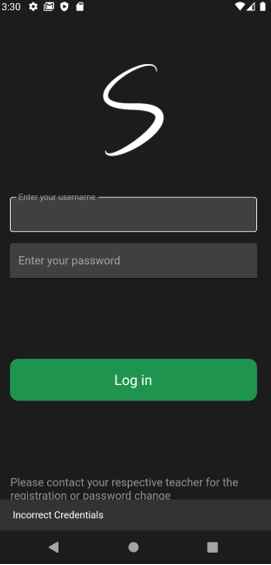 3:30
S
Enter your username
Enter your password
Log in
Please contact your respective teacher for the
registration or password change
Incorrect Credentials